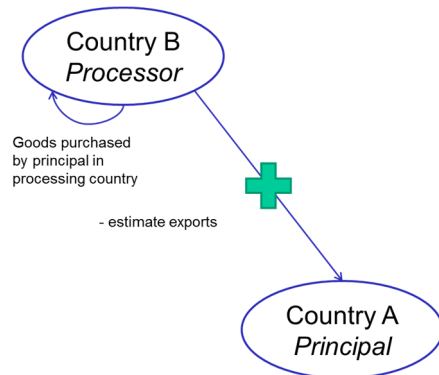 Country B
Processor
Goods purchased
by principal in
processing country
- estimate exports
Country A
Principal